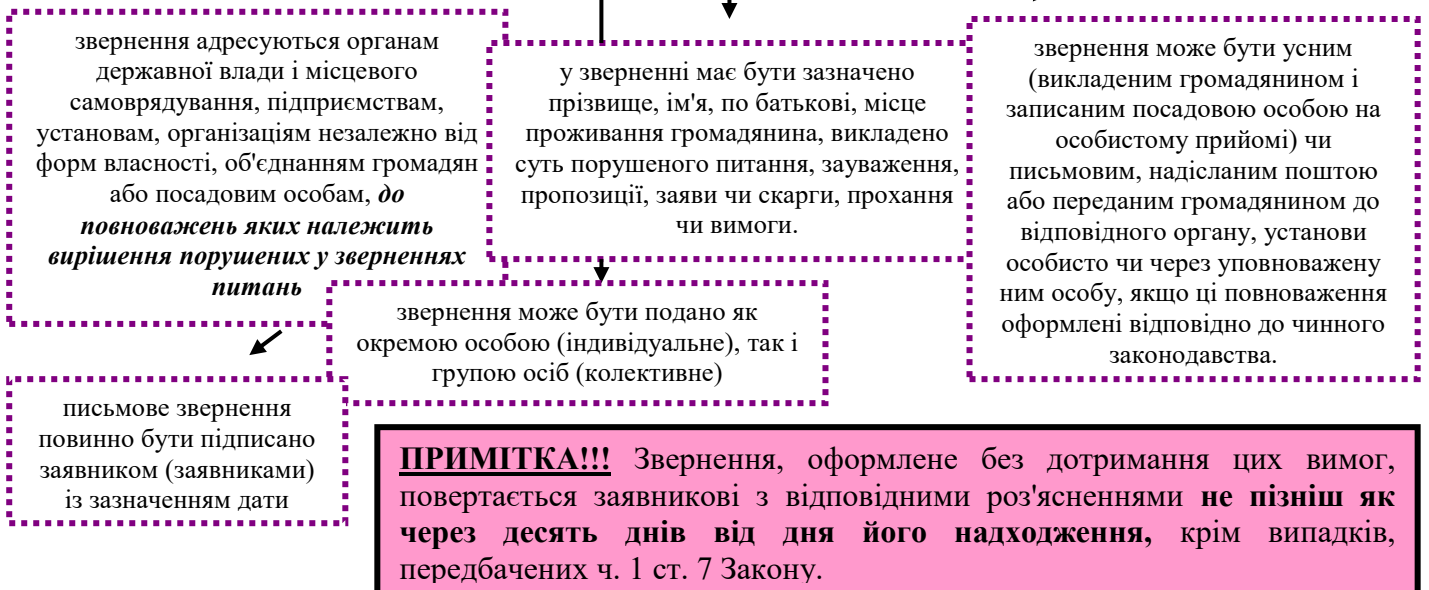 звернення адресуються органам
державної влади і місцевого
самоврядування, підприємствам,
установам, організаціям незалежно від
форм власності, об'єднанням громадян
або посадовим особам, до
повноважень яких належить
вирішення порушених у зверненнях
питань
у зверненні має бути зазначено
прізвище, ім'я, по батькові, місце
проживання громадянина, викладено
суть порушеного питання, зауваження,
пропозиції, заяви чи скарги, прохання
чи вимоги.
звернення може бути усним
(викладеним громадянином і
записаним посадовою особою на
особистому прийомі) чи
письмовим, надісланим поштою
або переданим громадянином до
відповідного органу, установи
особисто чи через уповноважену
ним особу, якщо ці повноваження
оформлені відповідно до чинного
законодавства.
звернення може бути подано як
окремою особою (індивідуальне), так і
групою осіб (колективне)
письмове звернення
повинно бути підписано
заявником (заявниками)
із зазначенням дати
ПРИМІТКА!!! Звернення, оформлене без дотримання цих вимог,
повертається заявникові з відповідними роз'ясненнями не пізніш як
через десять днів від дня його надходження, крім випадків,
передбачених ч. 1 ст. 7 Закону.